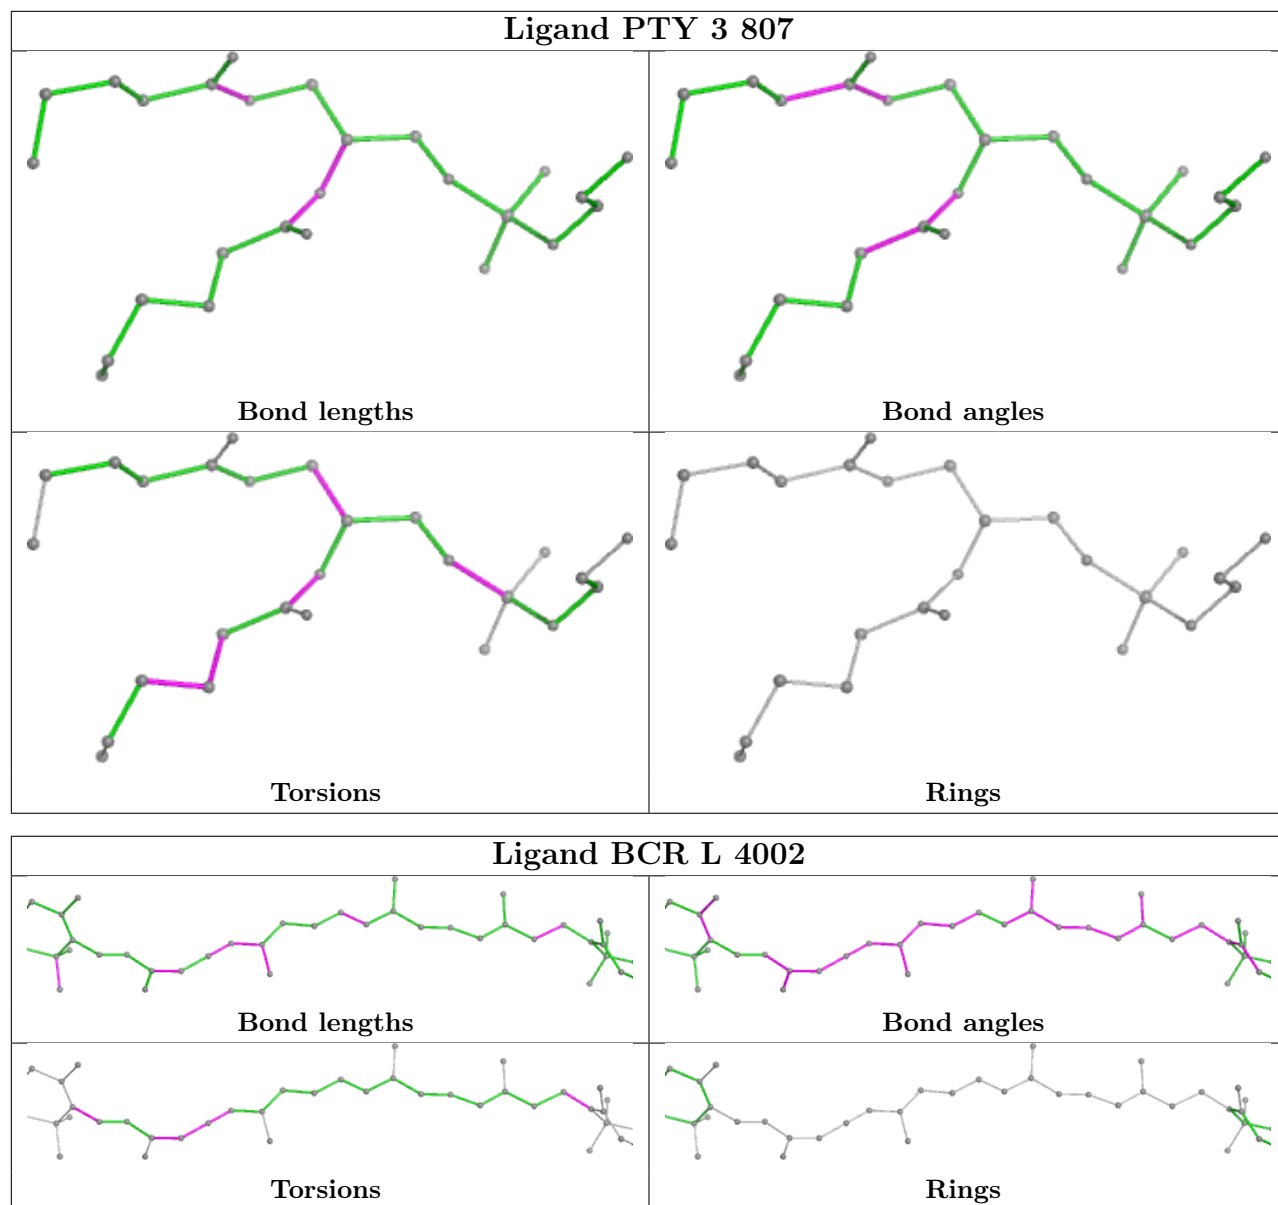 Ligand PTY 3 807
Bond lengths
Bond angles
Torsions
Rings
Ligand BCR L 4002
Bond lengths
Bond angles
Torsions
Rings